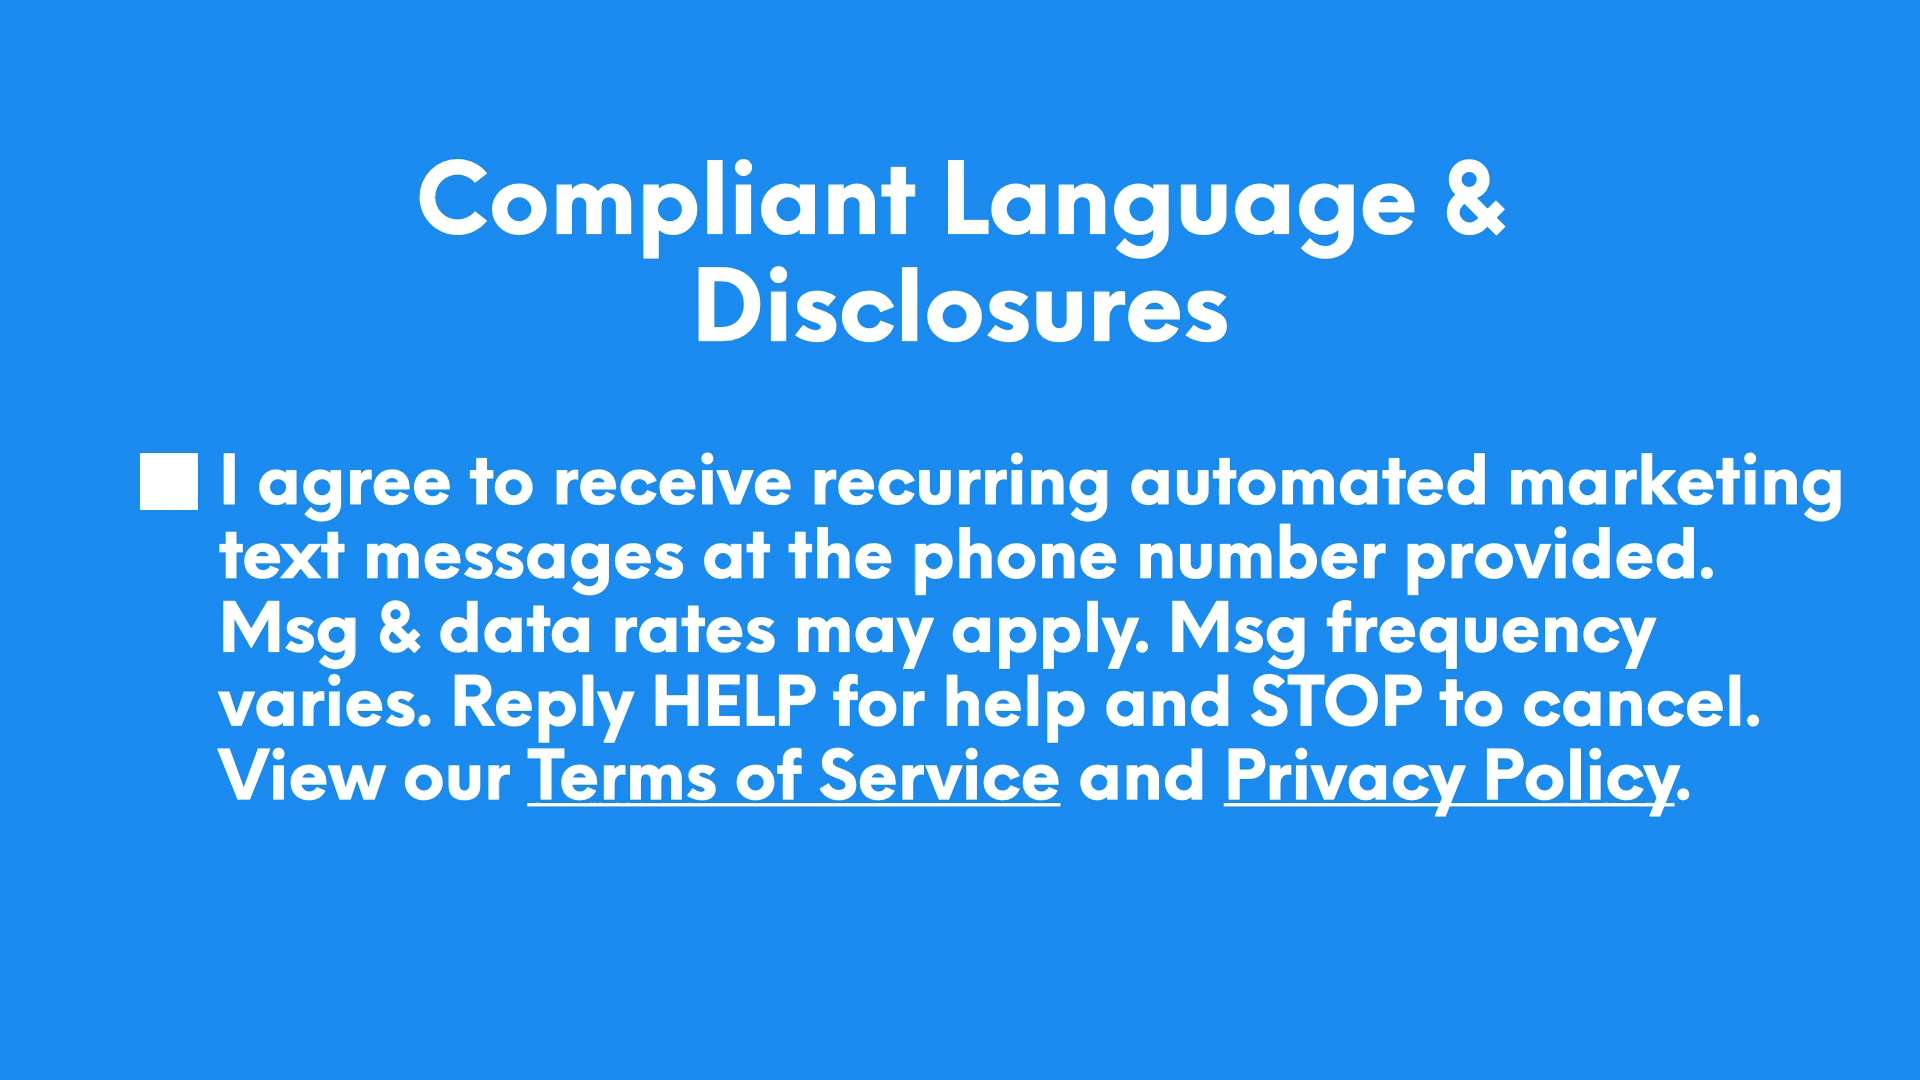 Compliant Language &
Disclosures
I agree to receive recurring automated marketing
text messages at the phone number provided.
Msg & data rates may apply. Msg frequency
varies. Reply HELP for help and STOP to cancel.
View our Terms of Service and Privacy Policy.